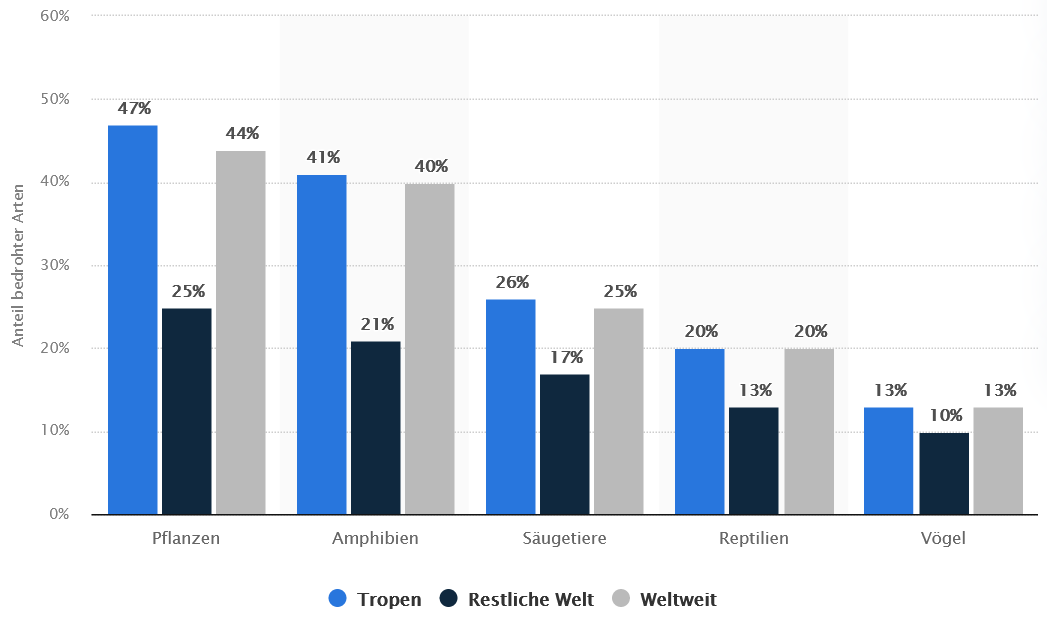 60%
50%
40%
30%
20%
10%
0%
Anteil bedrohter Arten
47%
25%
44%
41%
21%
40%
26%
17%
25%
20%
13%
20%
13%
10%
13%
Pflanzen
Amphibien
Säugetiere
Reptilien
Vögel
Tropen
Restliche Welt
Weltweit